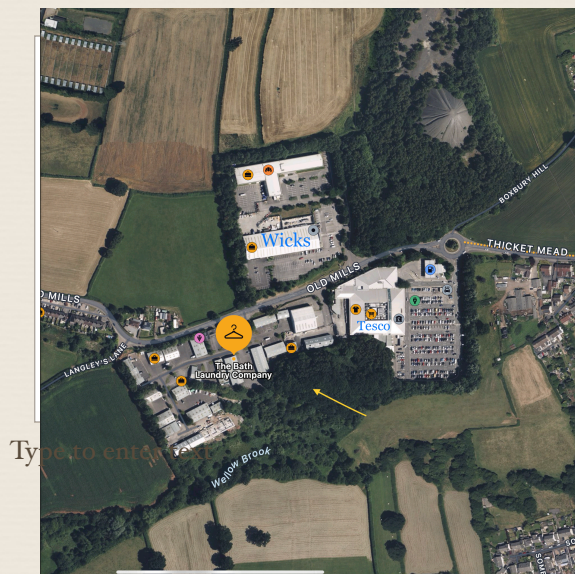 BOXBURY HILL
THICKET MEAD
Wicks
OLD MILLS
D MILLS
Tesco
LANGLEY'S LANE
The Bath
Laundry Company
Type to enter text
Wellow Brook
SOME